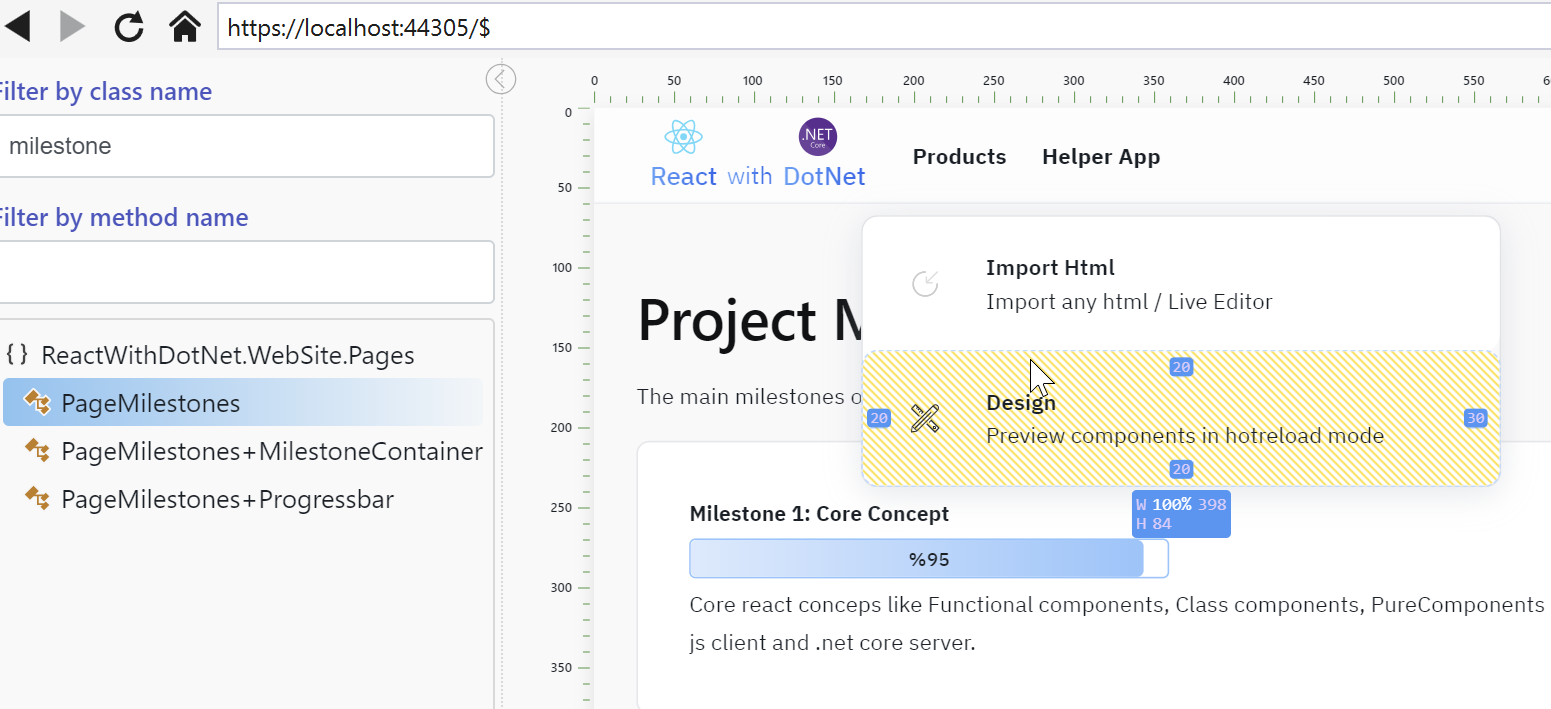 https://localhost:44305/$
Filter by class name
milestone
Filter by method name
{ } ReactWithDotNet.WebSite.Pages
PageMilestones
PageMilestones+MilestoneContainer
PageMilestones+Progressbar
0 50 100 150 200 250 300 350 400 450 500 550
0
50
100
150
200
250
300
350
.NET
Core
React with DotNet
Products
Helper App
Import Html
Import any html / Live Editor
Project M
20
Design
20
30
Preview components in hotreload mode
20
The main milestones o
W 100% 398
H 84
Milestone 1: Core Concept
%95
Core react conceps like Functional components, Class components, PureComponents
js client and .net core server.